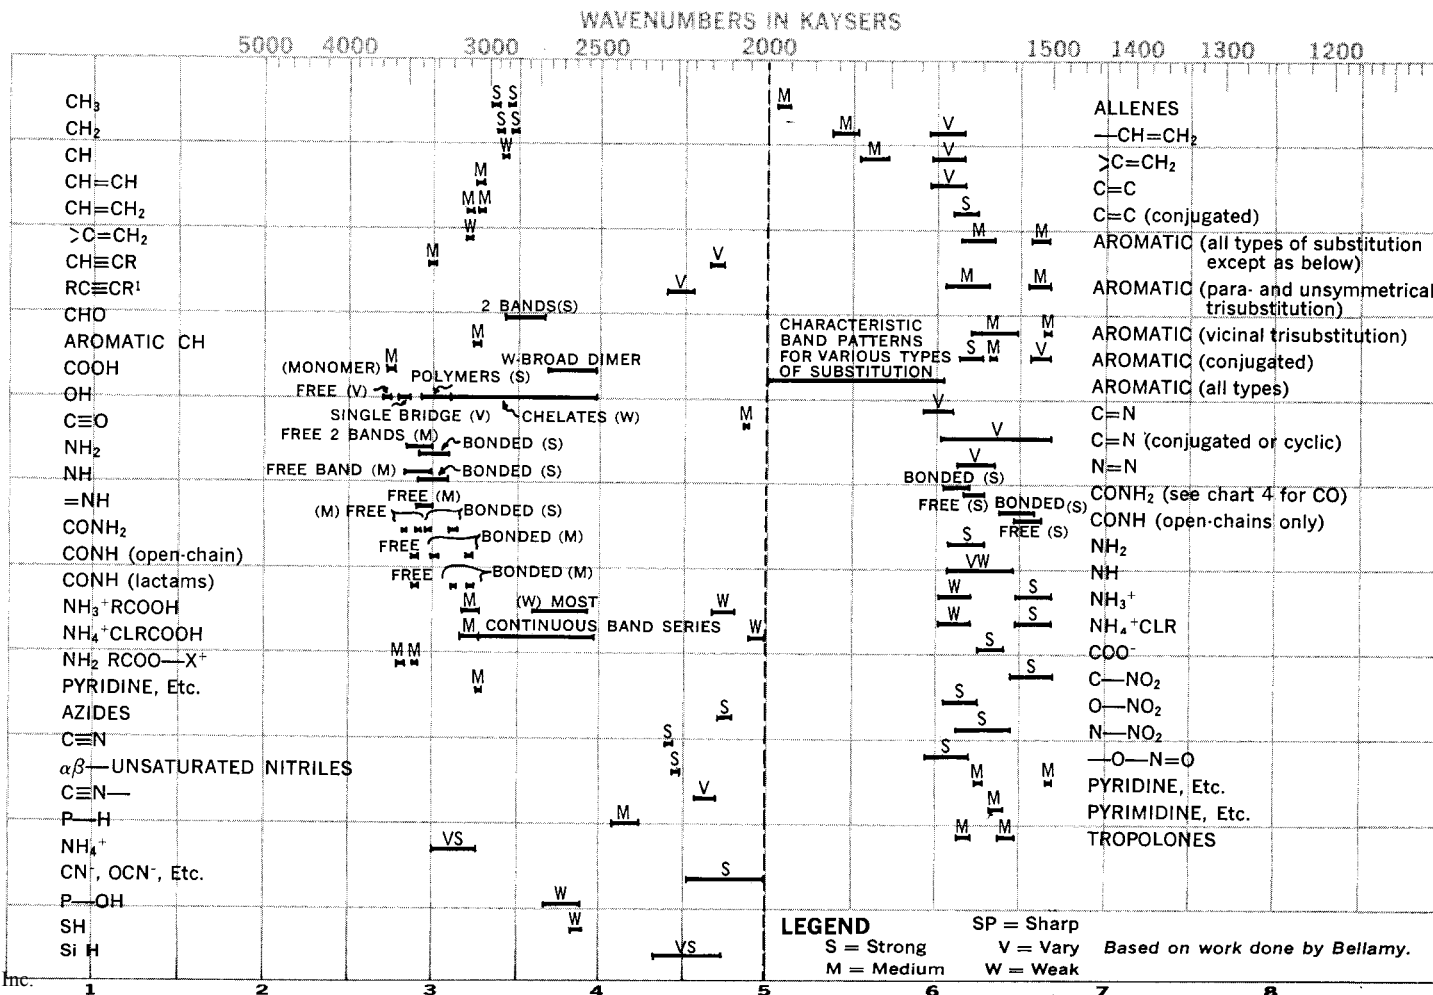 WAVENUMBERS IN KAYSERS
5000 4000 3000 2500 2000 1500 1400 1300 1200
CH₃ S S M ALLENES
CH₂ S S M V —CH=CH₂
CH W M V >C=CH₂
CH=CH M V C=C
CH=CH₂ M M S C=C (conjugated)
>C=CH₂ W M M AROMATIC (all types of substitution
except as below)
CH≡CR M V
RC≡CR¹ V M M AROMATIC (para- and unsymmetrical
trisubstitution)
CHO 2 BANDS(S)
AROMATIC CH M CHARACTERISTIC
BAND PATTERNS
FOR VARIOUS TYPES
OF SUBSTITUTION M M AROMATIC (vicinal trisubstitution)
COOH (MONOMER) M W-BROAD DIMER S M V AROMATIC (conjugated)
POLYMERS (S) AROMATIC (all types)
OH FREE (V)
SINGLE BRIDGE (V) CHELATES (W) V C=N
C≡O M
FREE 2 BANDS (M) V C=N (conjugated or cyclic)
NH₂ BONDED (S)
NH FREE BAND (M) BONDED (S) V N=N
=NH FREE (M) BONDED (S) FREE (S) CONH₂ (see chart 4 for CO)
CONH₂ (M) FREE BONDED (S) BONDED(S) FREE (S) CONH (open-chains only)
CONH (open-chain) FREE BONDED (M) S NH₂
CONH (lactams) FREE BONDED (M) VW NH
NH₃⁺RCOOH M (W) MOST W W S NH₃⁺
NH₄⁺CLRCOOH M CONTINUOUS BAND SERIES W W S NH₄⁺CLR
NH₂ RCOO—X⁺ M M S COO⁻
PYRIDINE, Etc. M S C—NO₂
AZIDES S S O—NO₂
C≡N S S N—NO₂
αβ—UNSATURATED NITRILES S S —O—N=O
C≡N— V M M PYRIDINE, Etc.
P—H M M PYRIMIDINE, Etc.
NH₄⁺ VS M M TROPOLONES
CN⁻, OCN⁻, Etc. S
P—OH W
SH W
Si H VS
LEGEND SP = Sharp
S = Strong V = Vary Based on work done by Bellamy.
M = Medium W = Weak
Inc.
1 2 3 4 5 6 7 8